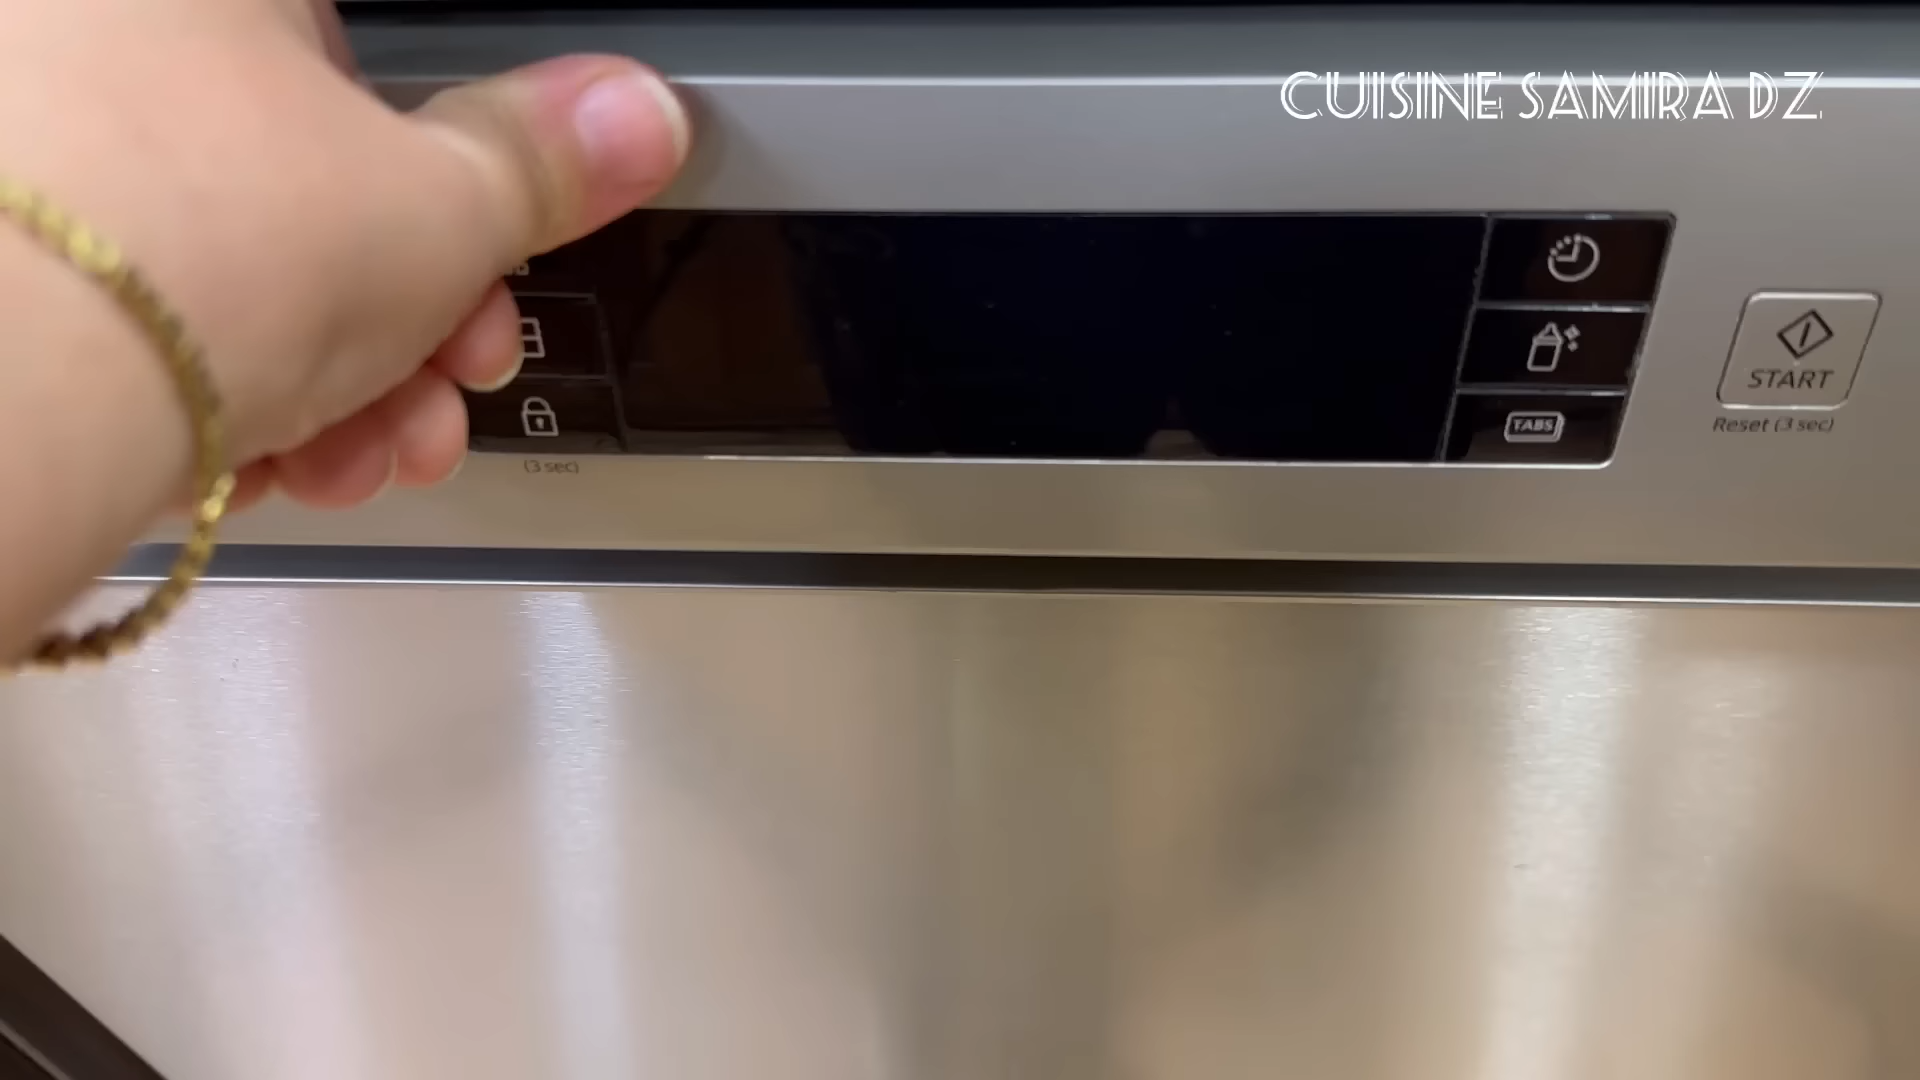 CUISINE SAMIRA DZ
START
TABS
Reset (3 sec)
(3 sec)